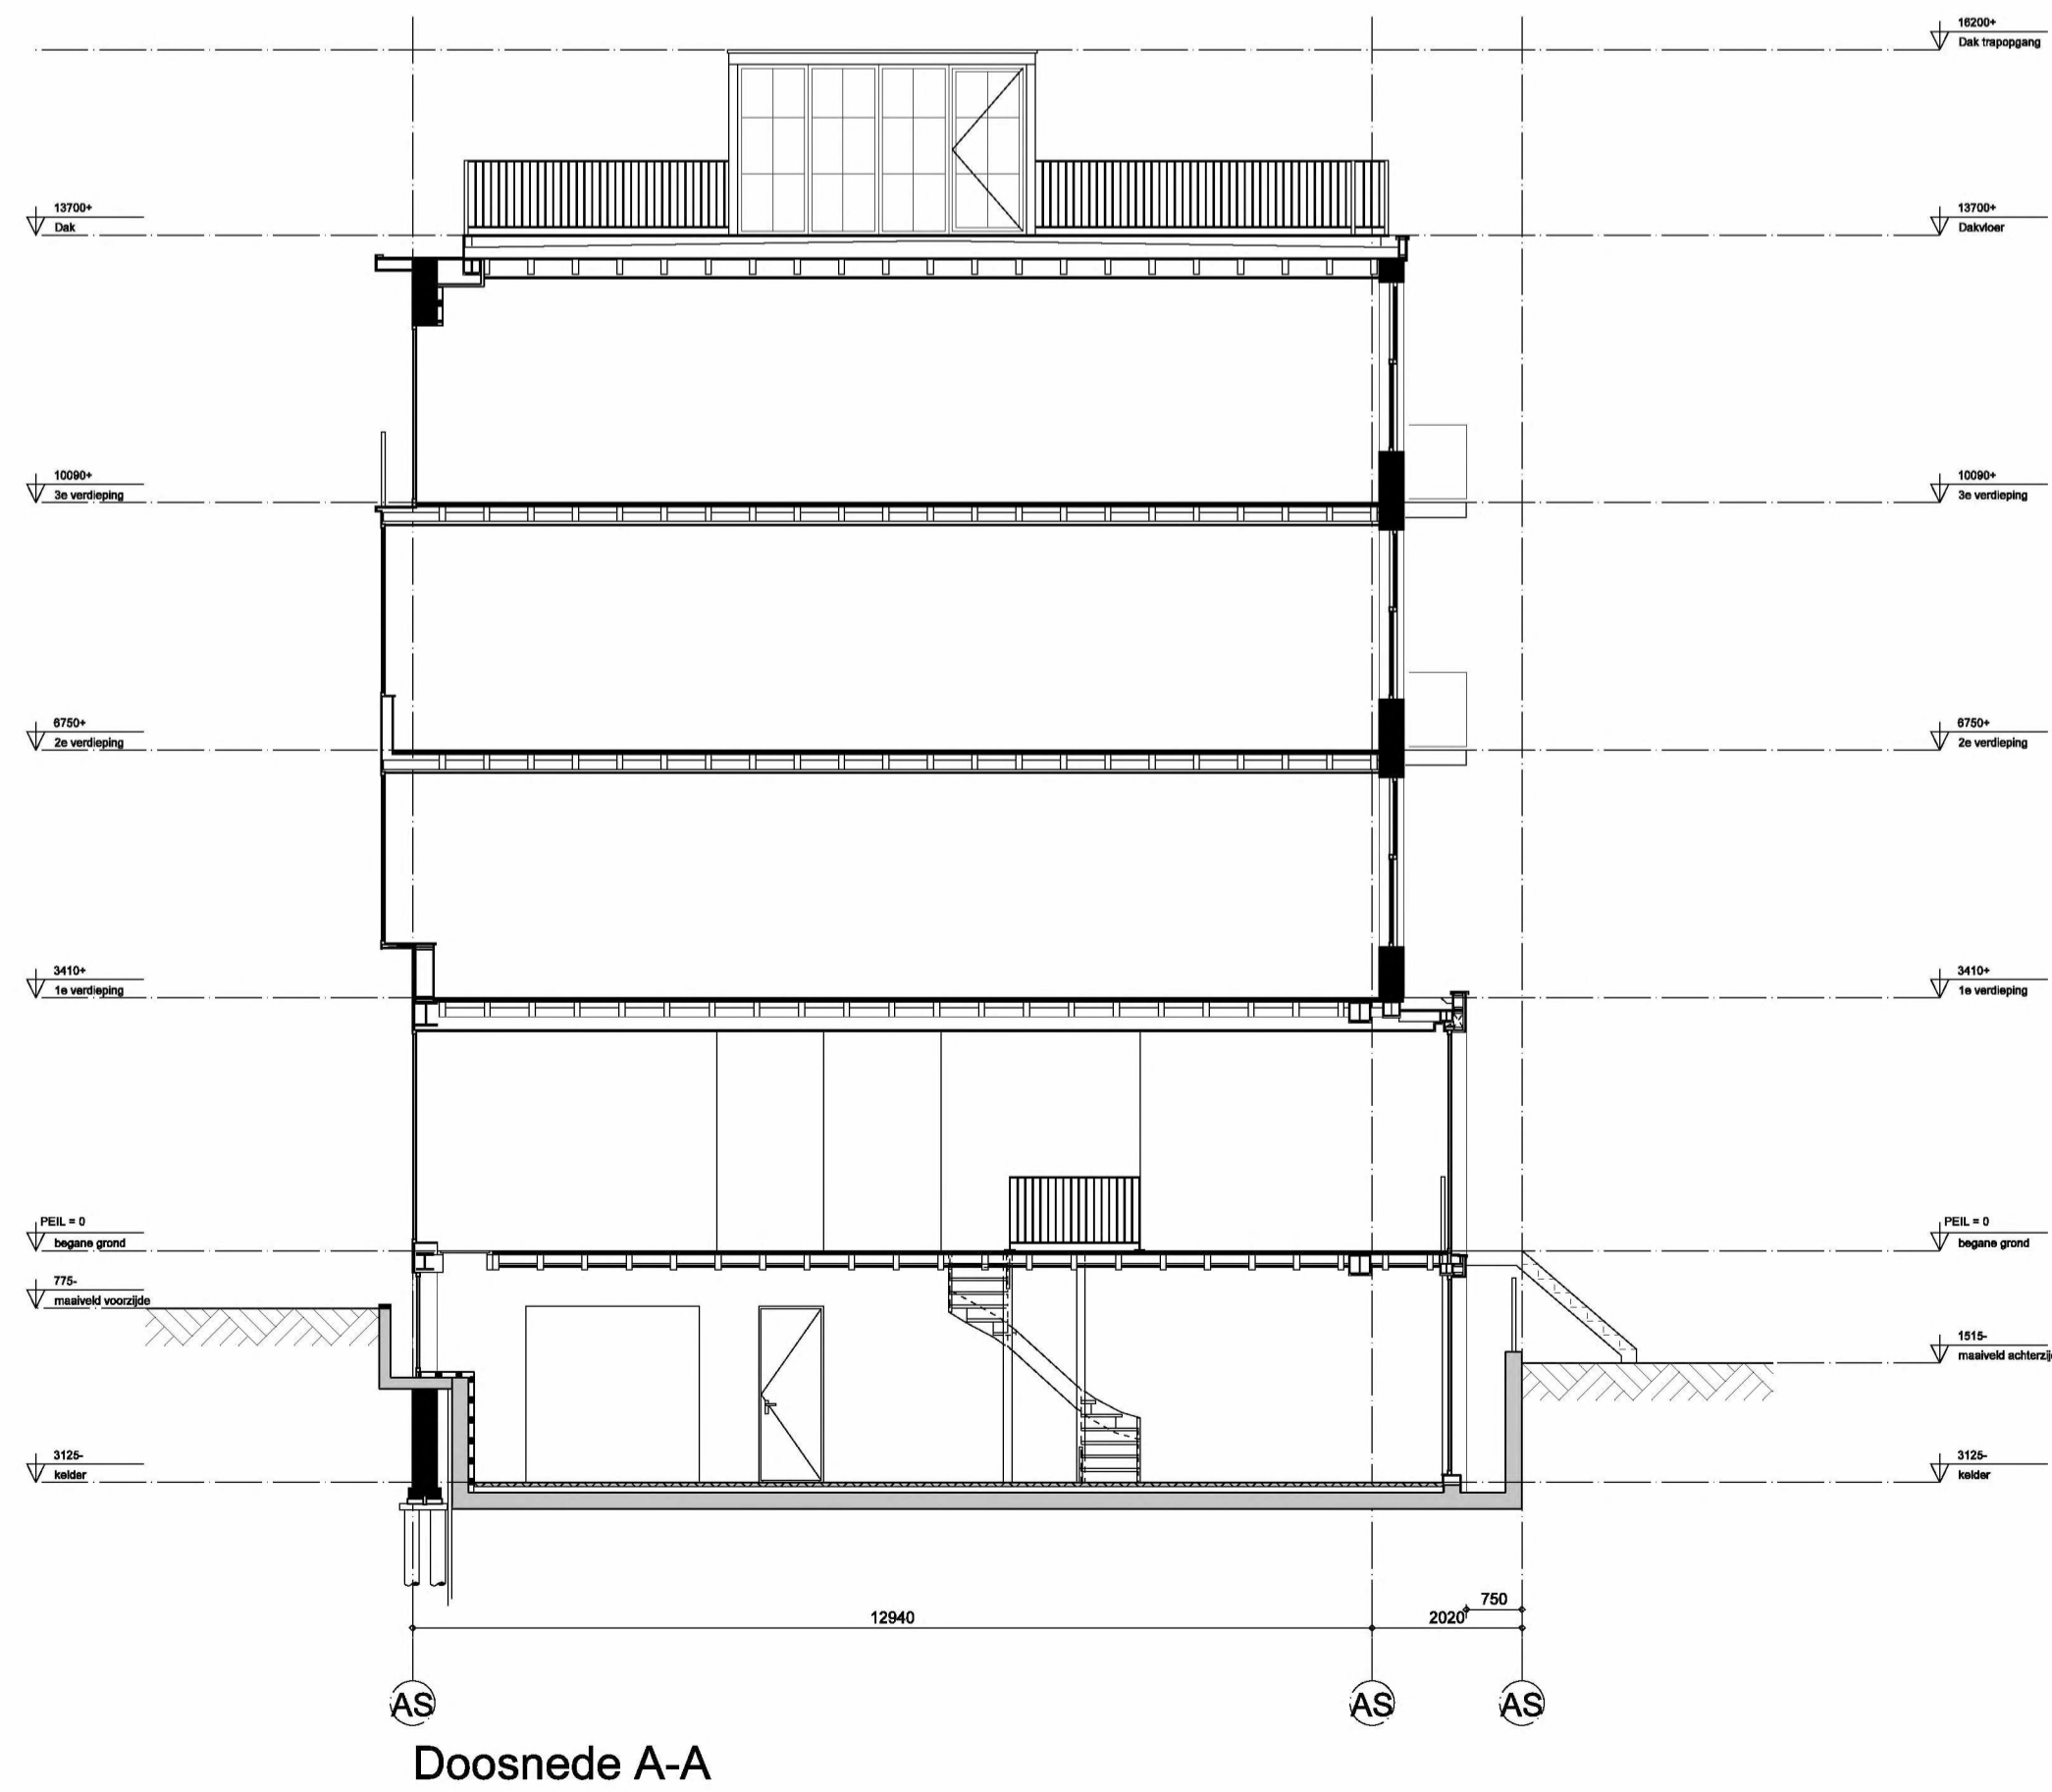 16200+
Dak trapopgang
13700+
Dak
13700+
Dakvloer
10090+
3e verdieping
10090+
3e verdieping
6750+
2e verdieping
6750+
2e verdieping
3410+
1e verdieping
3410+
1e verdieping
PEIL = 0
begane grond
PEIL = 0
begane grond
775-
maaiveld voorzijde
1515-
maaiveld achterzijd
3125-
kelder
3125-
kelder
750
12940
2020
AS
AS
AS
Doosnede A-A